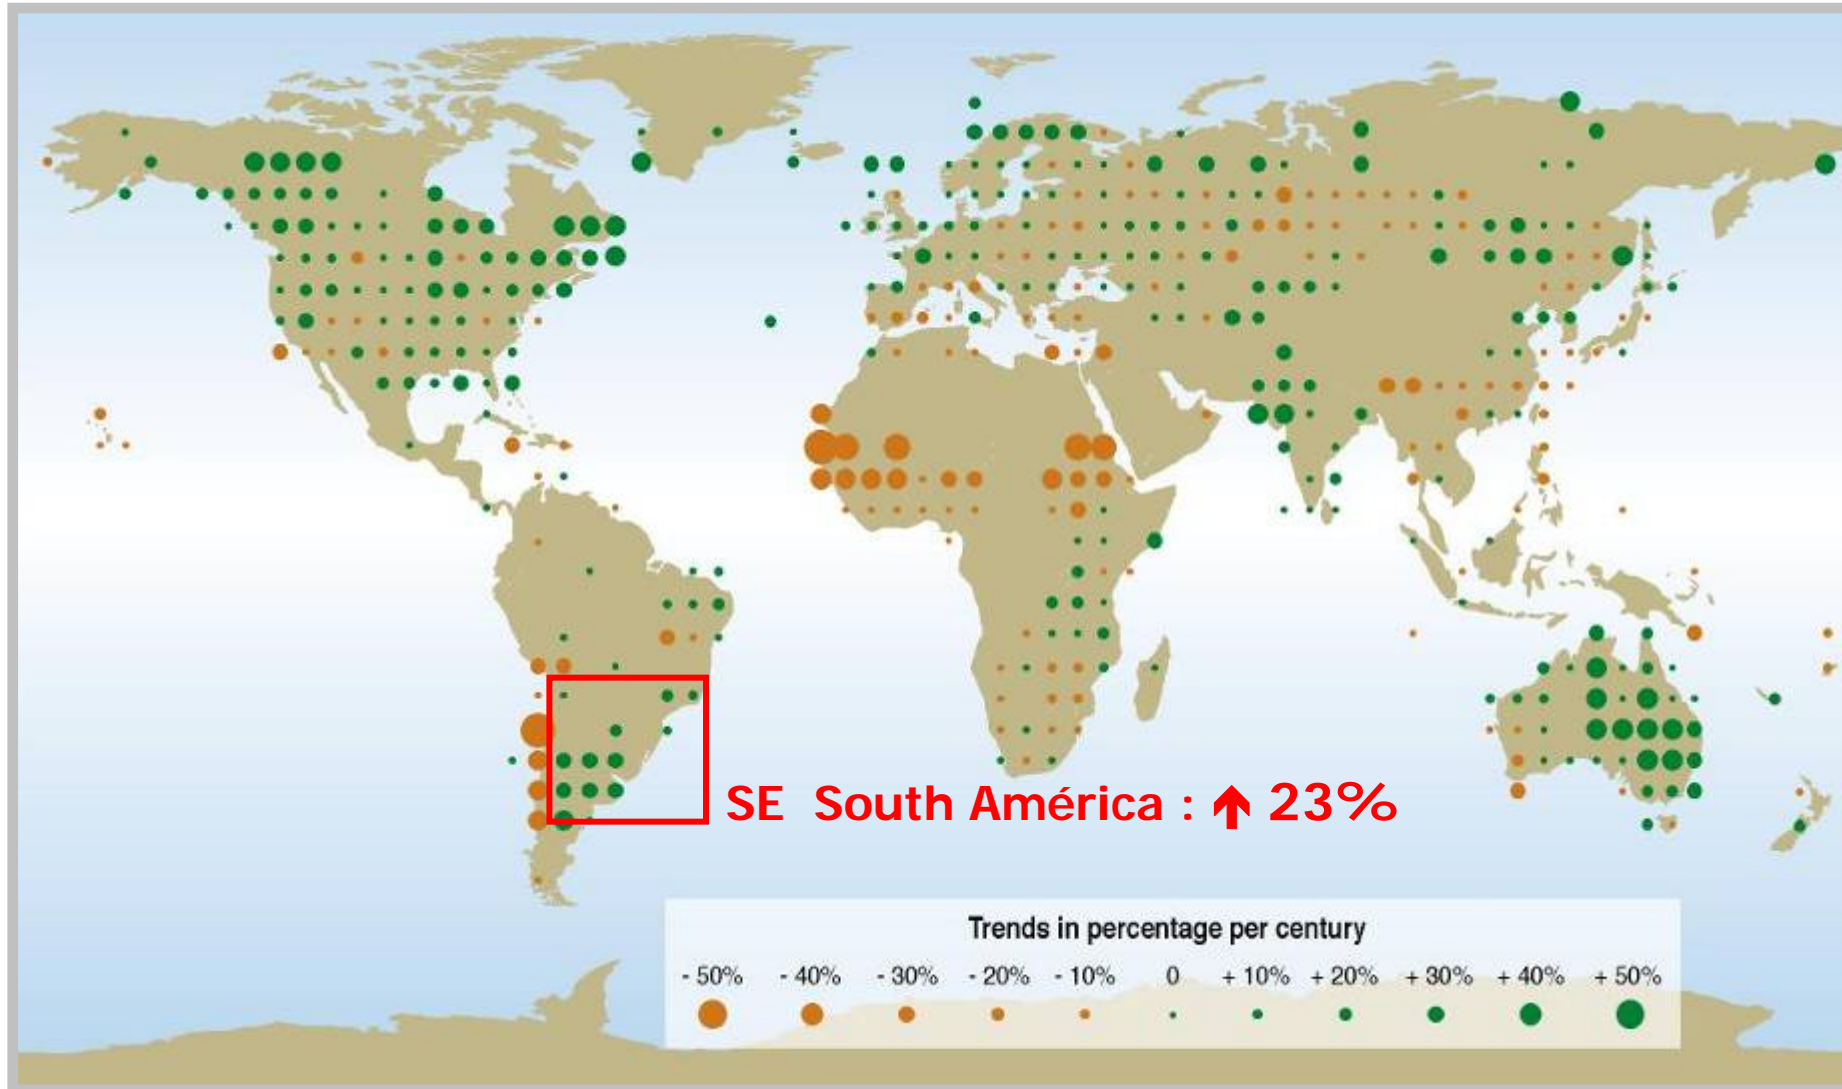 SE South América : ↑ 23%
Trends in percentage per century
- 50% - 40% - 30% - 20% - 10% 0 + 10% + 20% + 30% + 40% + 50%